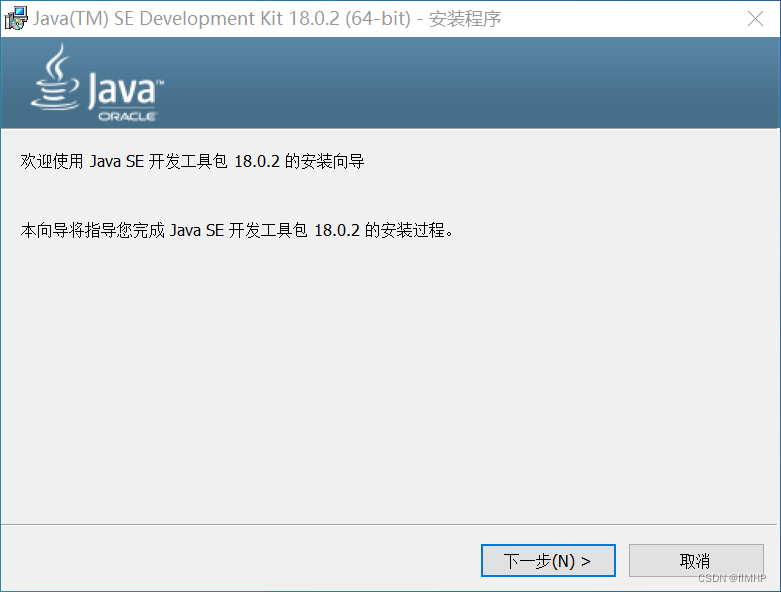 Java(TM) SE Development Kit 18.0.2 (64-bit) - 安装程序
Java™
ORACLE
欢迎使用 Java SE 开发工具包 18.0.2 的安装向导
本向导将指导您完成 Java SE 开发工具包 18.0.2 的安装过程。
下一步(N) >
取消